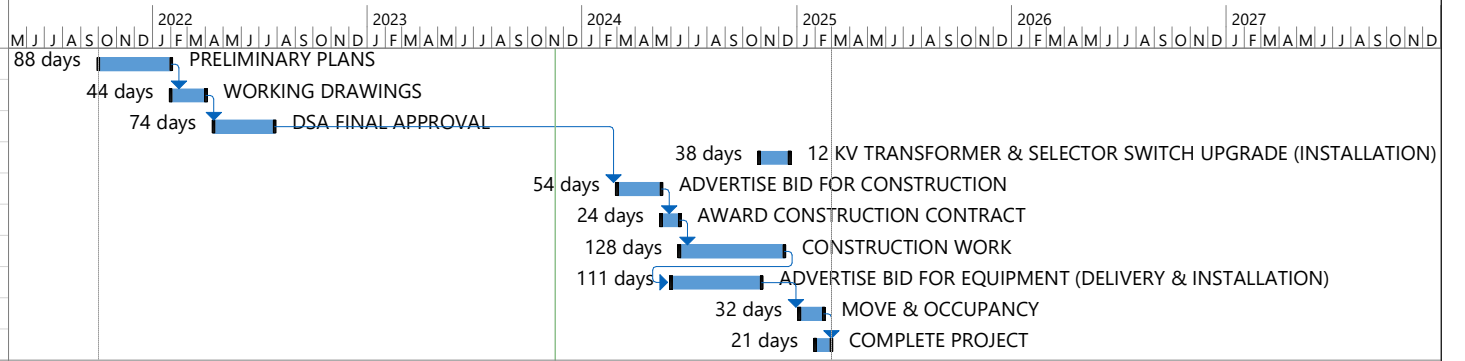 2022 2023 2024 2025 2026 2027
M J J A S O N D J F M A M J J A S O N D J F M A M J J A S O N D J F M A M J J A S O N D J F M A M J J A S O N D J F M A M J J A S O N D J F M A M J J A S O N D
88 days PRELIMINARY PLANS
44 days WORKING DRAWINGS
74 days DSA FINAL APPROVAL
38 days 12 KV TRANSFORMER & SELECTOR SWITCH UPGRADE (INSTALLATION)
54 days ADVERTISE BID FOR CONSTRUCTION
24 days AWARD CONSTRUCTION CONTRACT
128 days CONSTRUCTION WORK
111 days ADVERTISE BID FOR EQUIPMENT (DELIVERY & INSTALLATION)
32 days MOVE & OCCUPANCY
21 days COMPLETE PROJECT